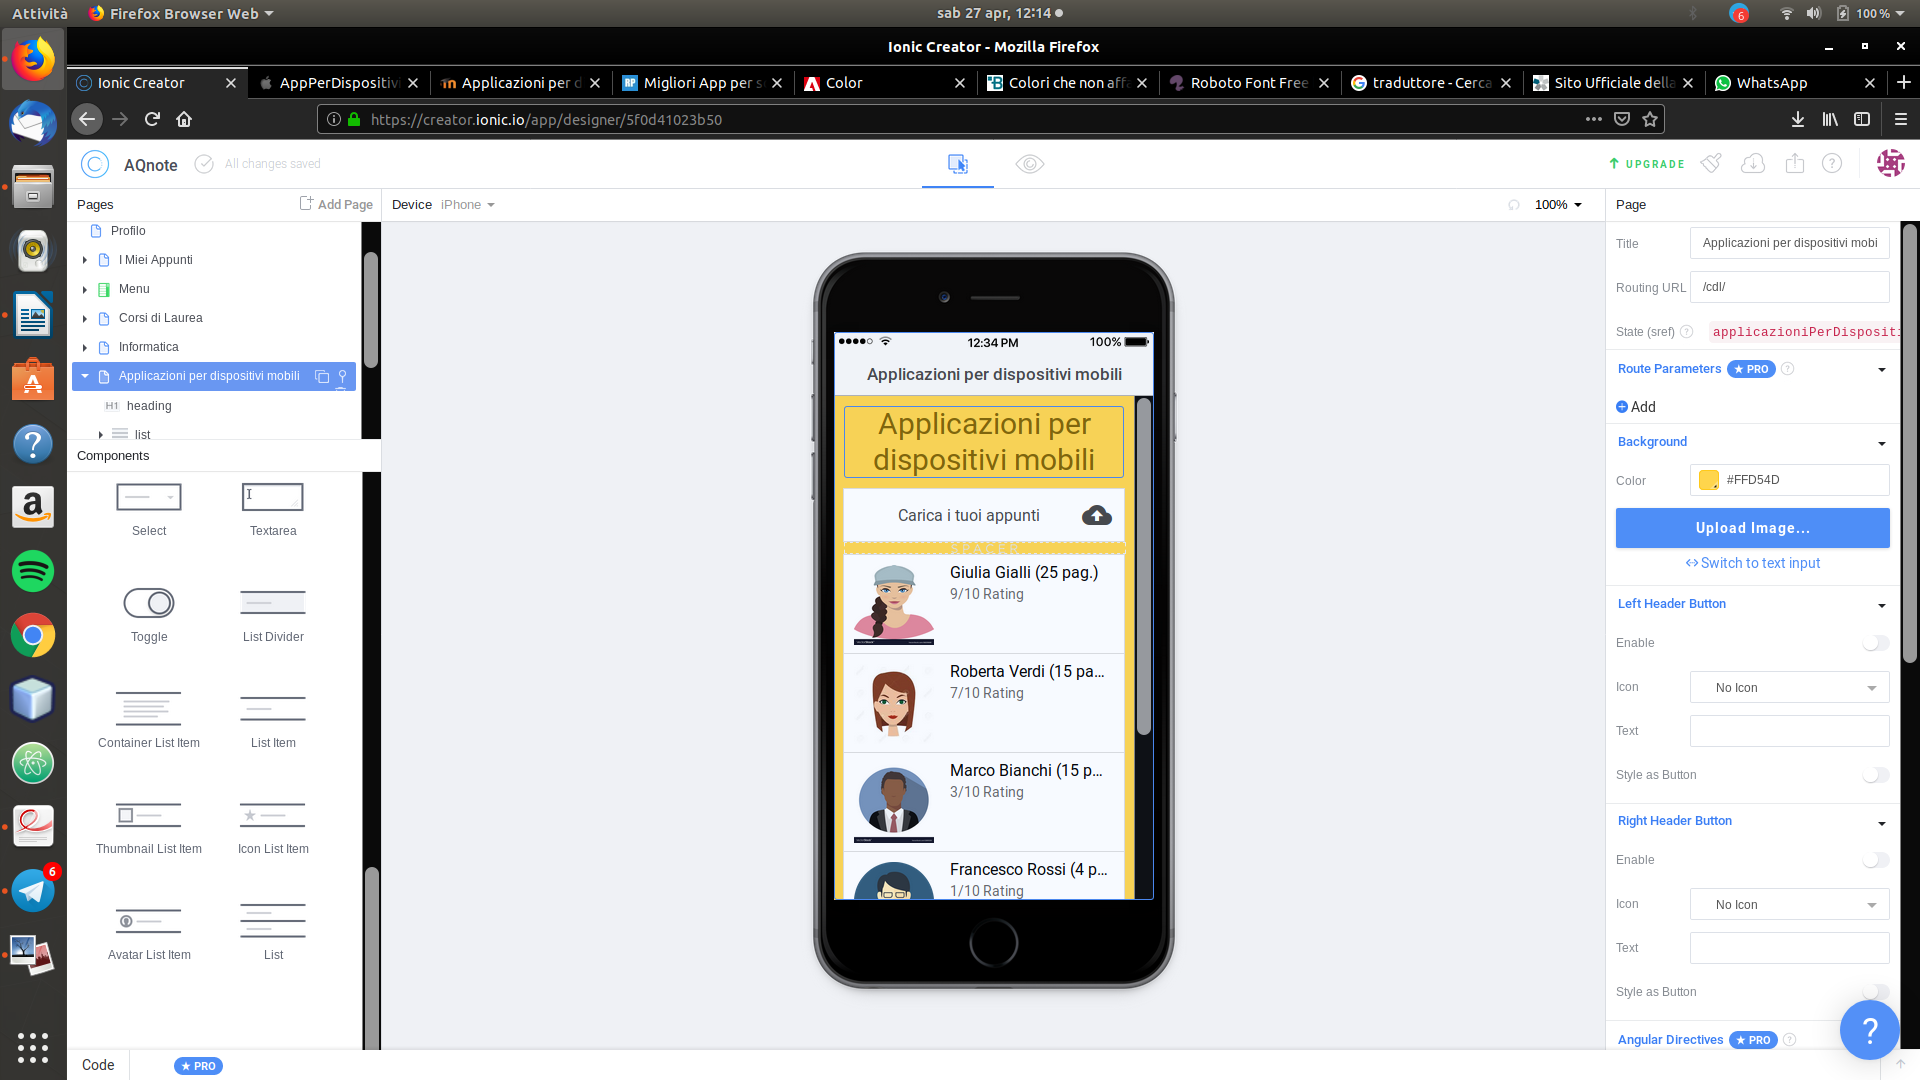 Attività
Firefox Browser Web
sab 27 apr, 12:14
6
100 %
Ionic Creator - Mozilla Firefox
Ionic Creator
AppPerDispositivi
Applicazioni per d
Migliori App per s
Color
Colori che non affa
Roboto Font Free
traduttore - Cerca
Sito Ufficiale della
WhatsApp
https://creator.ionic.io/app/designer/5f0d41023b50
AQnote
All changes saved
UPGRADE
Pages
Add Page
Device
iPhone
100%
Page
Profilo
I Miei Appunti
Menu
Corsi di Laurea
Informatica
Applicazioni per dispositivi mobili
H1 heading
list
Components
Select
Textarea
Toggle
List Divider
Container List Item
List Item
Thumbnail List Item
Icon List Item
Avatar List Item
List
Code
PRO
12:34 PM
100%
Applicazioni per dispositivi mobili
Applicazioni per
dispositivi mobili
Carica i tuoi appunti
SPACER
Giulia Gialli (25 pag.)
9/10 Rating
Roberta Verdi (15 pa...
7/10 Rating
Marco Bianchi (15 p...
3/10 Rating
Francesco Rossi (4 p...
1/10 Rating
Title
Applicazioni per dispositivi mobi
Routing URL
/cdl/
State (sref)
applicazioniPerDispositi
Route Parameters
PRO
Add
Background
Color
#FFD54D
Upload Image...
Switch to text input
Left Header Button
Enable
Icon
No Icon
Text
Style as Button
Right Header Button
Enable
Icon
No Icon
Text
Style as Button
Angular Directives
PRO
6